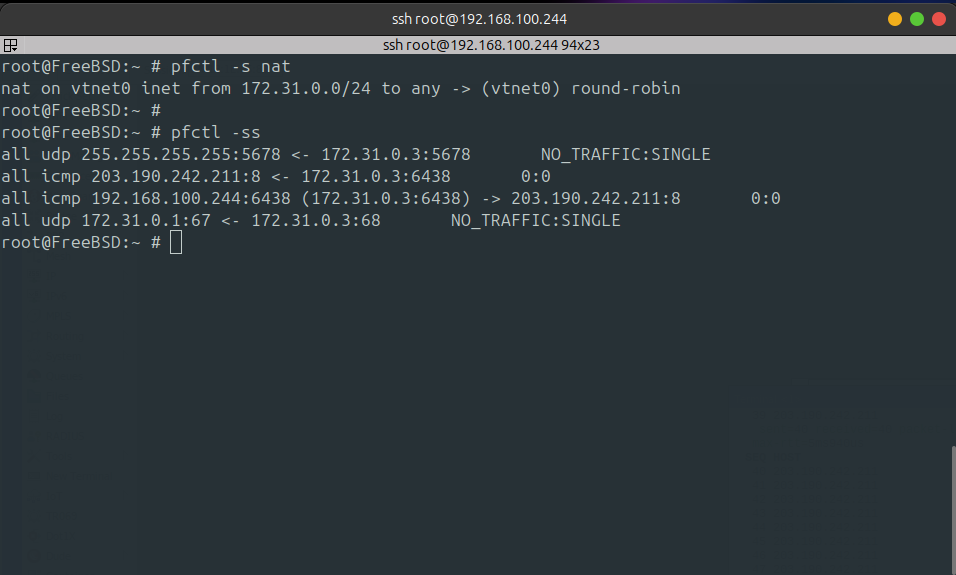 ssh root@192.168.100.244
ssh root@192.168.100.244 94x23
root@FreeBSD:~ # pfctl -s nat
nat on vtnet0 inet from 172.31.0.0/24 to any -> (vtnet0) round-robin
root@FreeBSD:~ #
root@FreeBSD:~ # pfctl -ss
all udp 255.255.255.255:5678 <- 172.31.0.3:5678       NO_TRAFFIC:SINGLE
all icmp 203.190.242.211:8 <- 172.31.0.3:6438       0:0
all icmp 192.168.100.244:6438 (172.31.0.3:6438) -> 203.190.242.211:8       0:0
all udp 172.31.0.1:67 <- 172.31.0.3:68       NO_TRAFFIC:SINGLE
root@FreeBSD:~ #